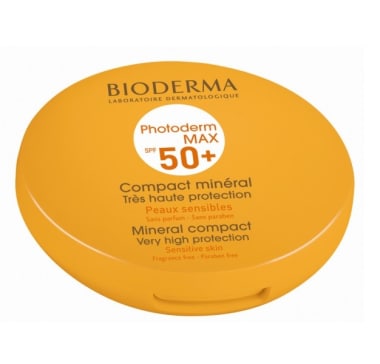 BIODERMA
LABORATOIRE DERMATOLOGIQUE
Photoderm
MAX
SPF 50+
Compact minéral
Très haute protection
Peaux sensibles
Sans parfum - Sans paraben
Mineral compact
Very high protection
Sensitive skin
Fragrance free - Paraben free